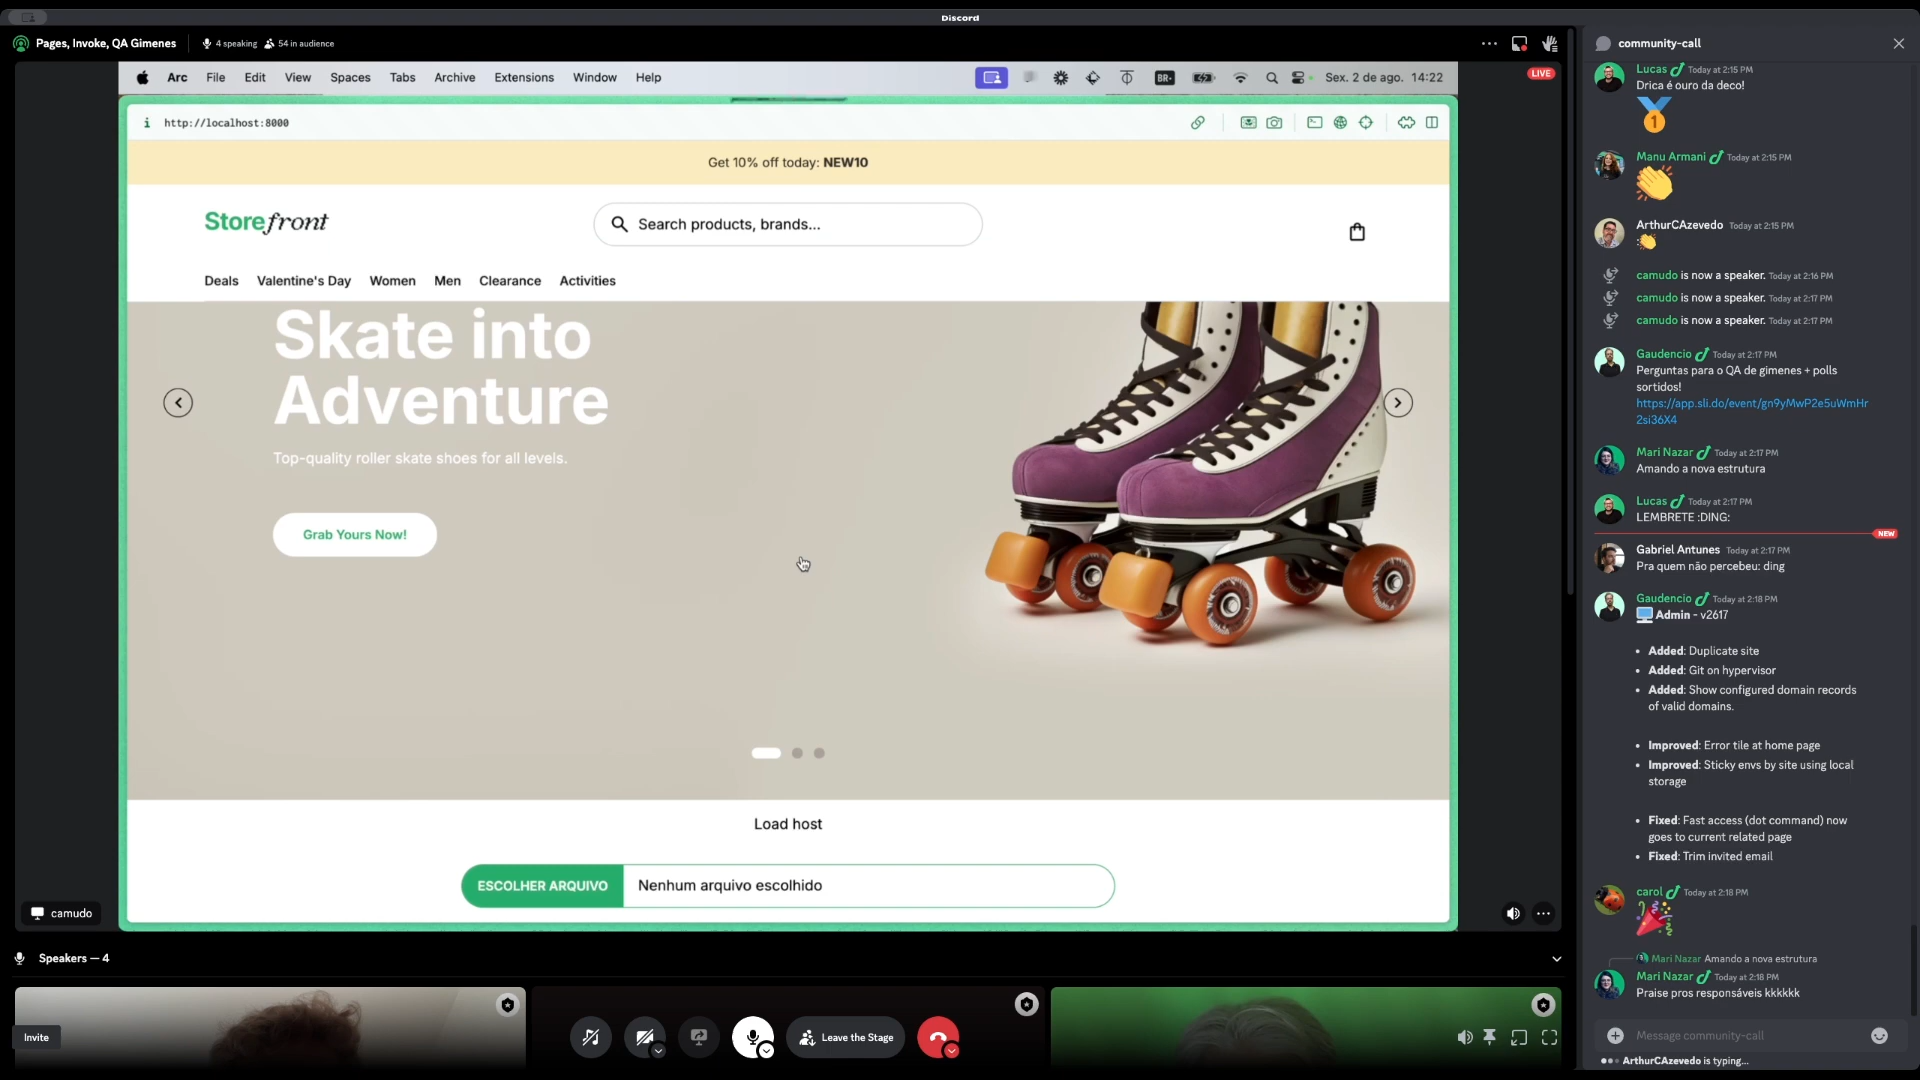 Discord
Pages, Invoke, QA Gimenes
4 speaking
54 in audience
Arc File Edit View Spaces Tabs Archive Extensions Window Help
BR
Sex. 2 de ago. 14:22
LIVE
http://localhost:8000
Get 10% off today: NEW10
Storefront
Search products, brands...
Deals Valentine's Day Women Men Clearance Activities
Skate into
Adventure
Top-quality roller skate shoes for all levels.
Grab Yours Now!
Load host
ESCOLHER ARQUIVO Nenhum arquivo escolhido
camudo
Speakers — 4
Invite
Leave the Stage
community-call
Lucas Today at 2:15 PM
Drica é ouro da deco!
1
Manu Armani Today at 2:15 PM
ArthurCAzevedo Today at 2:15 PM
camudo is now a speaker. Today at 2:16 PM
camudo is now a speaker. Today at 2:17 PM
camudo is now a speaker. Today at 2:17 PM
Gaudencio Today at 2:17 PM
Perguntas para o QA de gimenes + polls
sortidos!
https://app.sli.do/event/gn9yMwP2e5uWmHr
2si36X4
Mari Nazar Today at 2:17 PM
Amando a nova estrutura
Lucas Today at 2:17 PM
LEMBRETE :DING:
NEW
Gabriel Antunes Today at 2:17 PM
Pra quem não percebeu: ding
Gaudencio Today at 2:18 PM
Admin - v2617
• Added: Duplicate site
• Added: Git on hypervisor
• Added: Show configured domain records
of valid domains.
• Improved: Error tile at home page
• Improved: Sticky envs by site using local
storage
• Fixed: Fast access (dot command) now
goes to current related page
• Fixed: Trim invited email
carol Today at 2:18 PM
Mari Nazar Amando a nova estrutura
Mari Nazar Today at 2:18 PM
Praise pros responsáveis kkkkkk
Message community-call
ArthurCAzevedo is typing...